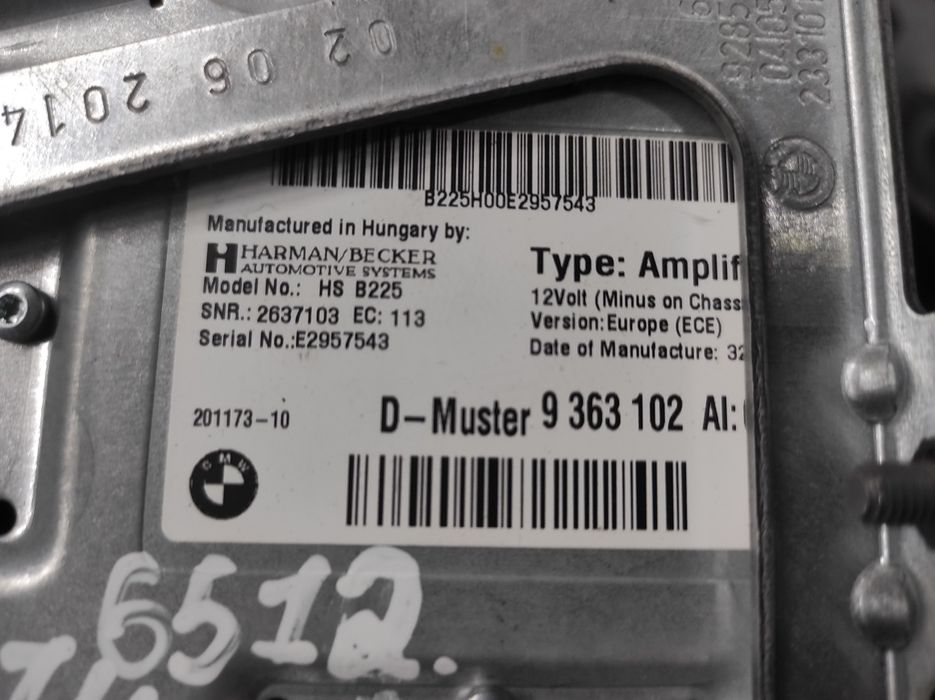 02 06 2014
B225H00E2957543
Manufactured in Hungary by:
HARMAN/BECKER
AUTOMOTIVE SYSTEMS
Model No.: HS B225
SNR.: 2637103 EC: 113
Serial No.:E2957543
Type: Amplif
12Volt (Minus on Chass
Version: Europe (ECE)
Date of Manufacture: 32
201173-10
D-Muster 9 363 102 AI:
BMW
6512.